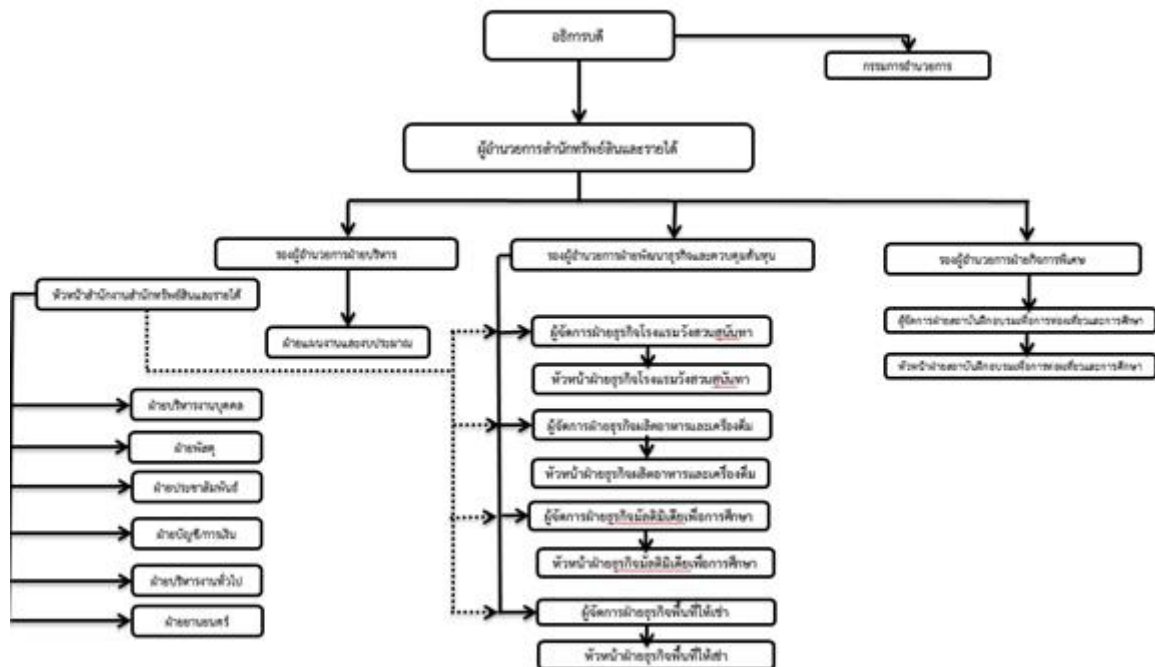 อธิการบดี
กรรมการอำนวยการ
ผู้อำนวยการสำนักทรัพย์สินและรายได้
รองผู้อำนวยการฝ่ายบริหาร
รองผู้อำนวยการฝ่ายพัฒนาธุรกิจและควบคุมต้นทุน
รองผู้อำนวยการฝ่ายกิจการพิเศษ
หัวหน้าสำนักงานสำนักทรัพย์สินและรายได้
ฝ่ายแผนงานและงบประมาณ
ฝ่ายบริหารงานบุคคล
ฝ่ายพัสดุ
ฝ่ายประชาสัมพันธ์
ฝ่ายบัญชี/การเงิน
ฝ่ายบริหารงานทั่วไป
ฝ่ายยานยนตร์
ผู้จัดการฝ่ายธุรกิจโรงแรมวังสวนสุนันทา
หัวหน้าฝ่ายธุรกิจโรงแรมวังสวนสุนันทา
ผู้จัดการฝ่ายธุรกิจผลิตอาหารและเครื่องดื่ม
หัวหน้าฝ่ายธุรกิจผลิตอาหารและเครื่องดื่ม
ผู้จัดการฝ่ายธุรกิจมัลติมีเดียเพื่อการศึกษา
หัวหน้าฝ่ายธุรกิจมัลติมีเดียเพื่อการศึกษา
ผู้จัดการฝ่ายธุรกิจพื้นที่ให้เช่า
หัวหน้าฝ่ายธุรกิจพื้นที่ให้เช่า
ผู้จัดการฝ่ายสถาบันฝึกอบรมเพื่อการท่องเที่ยวและการศึกษา
หัวหน้าฝ่ายสถาบันฝึกอบรมเพื่อการท่องเที่ยวและการศึกษา